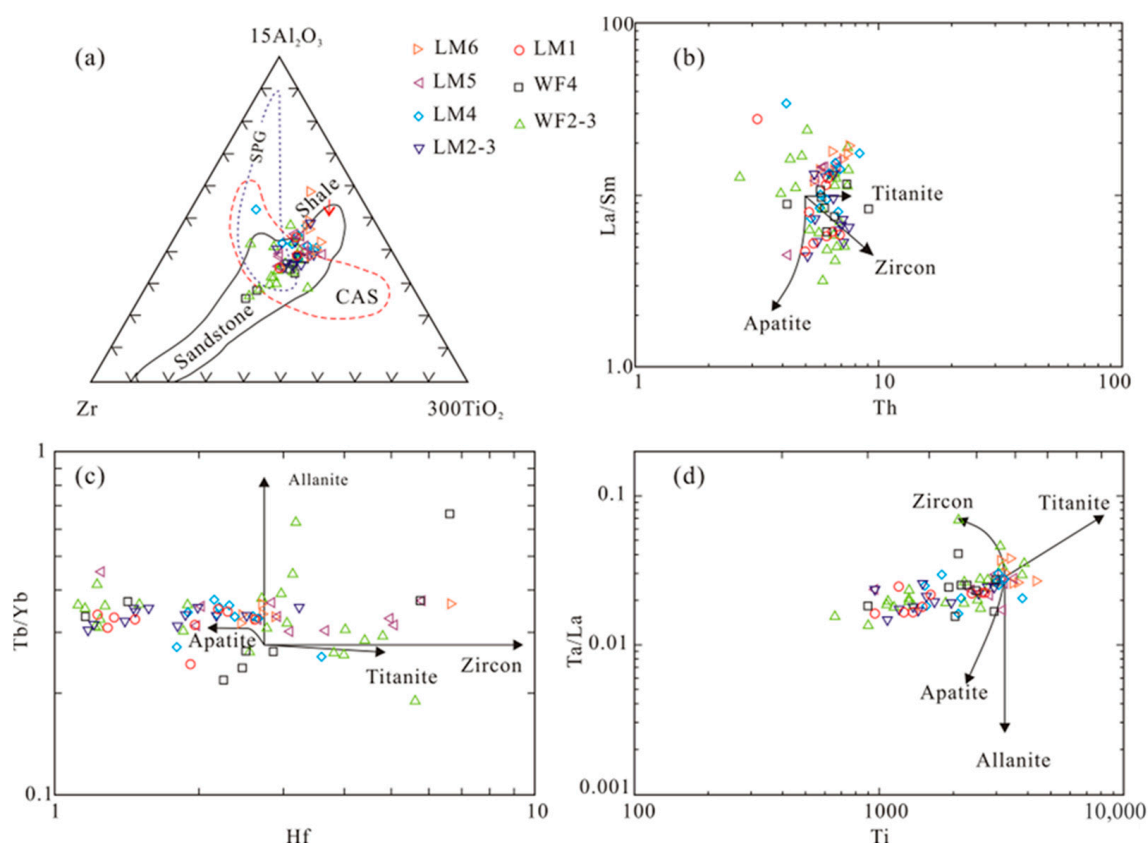 (a)
15Al₂O₃
LM6
LM1
LM5
WF4
LM4
WF2-3
LM2-3
SPG
Shale
CAS
Sandstone
Zr
300TiO₂
(b)
100
La/Sm
10
1.0
Titanite
Zircon
Apatite
1
10
100
Th
(c)
1
Tb/Yb
0.1
Allanite
Apatite
Titanite
Zircon
1
10
Hf
(d)
0.1
Ta/La
0.01
0.001
Zircon
Titanite
Apatite
Allanite
100
1000
10,000
Ti